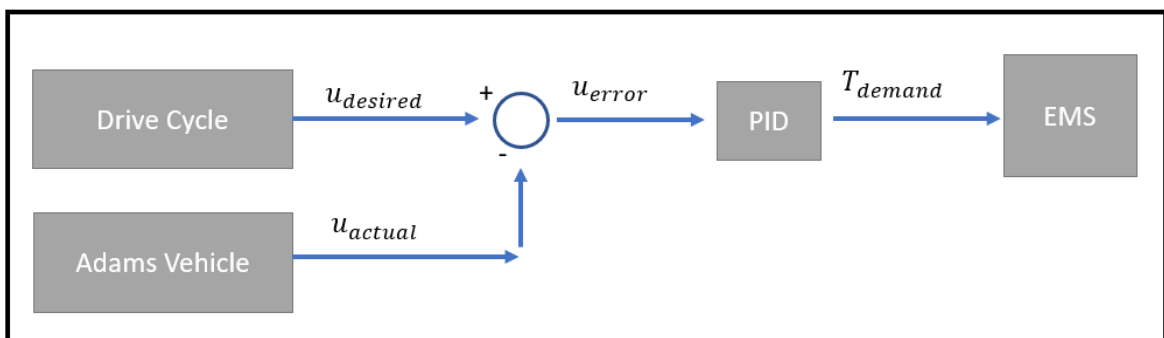 Drive Cycle
u_desired
+
-
u_error
PID
T_demand
EMS
Adams Vehicle
u_actual